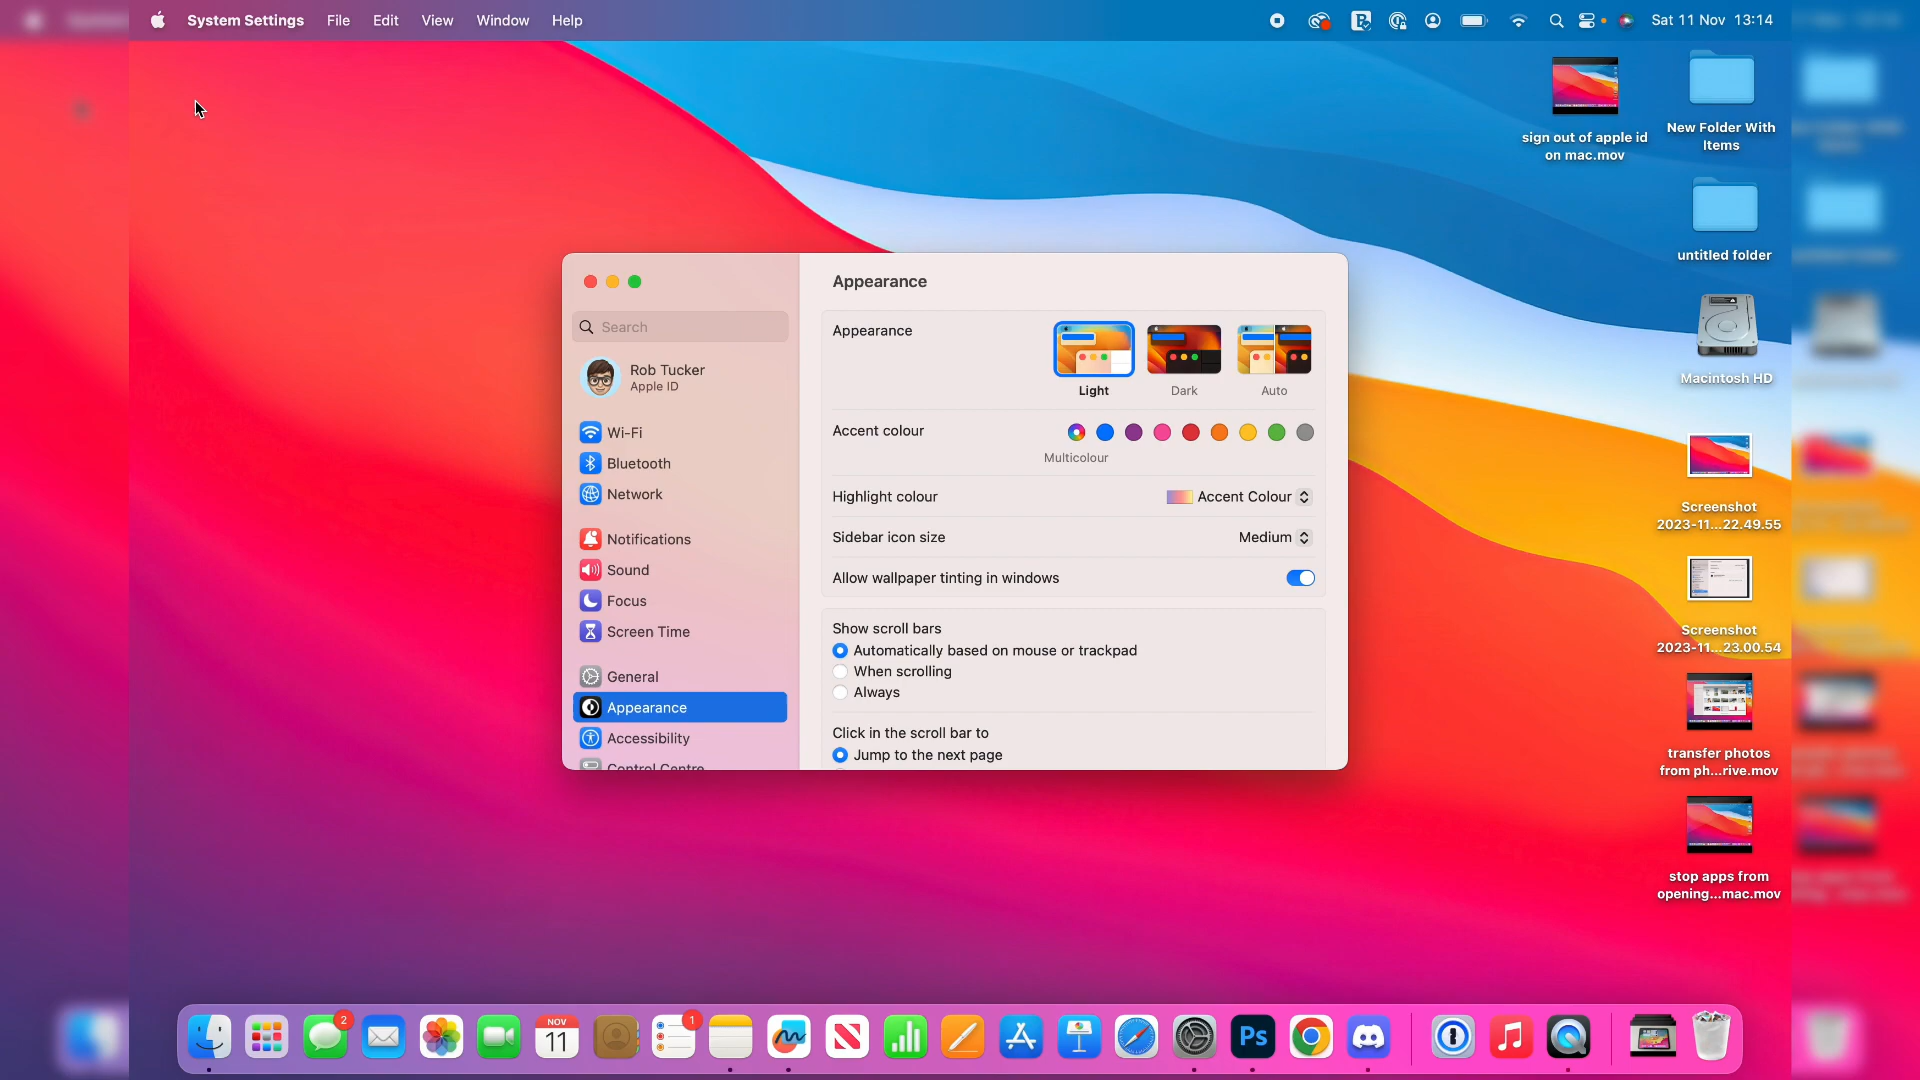 System Settings File Edit View Window Help Sat 11 Nov 13:14
sign out of apple id
on mac.mov
New Folder With
Items
untitled folder
Macintosh HD
Screenshot
2023-11...22.49.55
Screenshot
2023-11...23.00.54
transfer photos
from ph...rive.mov
stop apps from
opening...mac.mov
Search
Rob Tucker
Apple ID
Wi-Fi
Bluetooth
Network
Notifications
Sound
Focus
Screen Time
General
Appearance
Accessibility
Control Centre
Appearance
Appearance
Light Dark Auto
Accent colour
Multicolour
Highlight colour Accent Colour
Sidebar icon size Medium
Allow wallpaper tinting in windows
Show scroll bars
Automatically based on mouse or trackpad
When scrolling
Always
Click in the scroll bar to
Jump to the next page
2
NOV
11
1
Ps